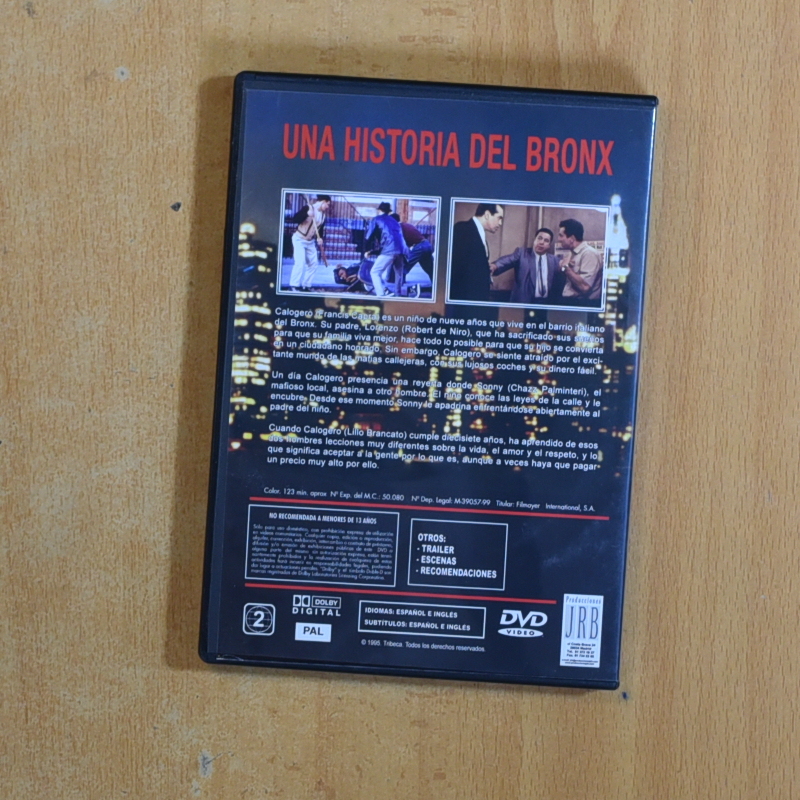 UNA HISTORIA DEL BRONX
Calogero (Francis Capra) es un niño de nueve años que vive en el barrio italiano
del Bronx. Su padre, Lorenzo (Robert de Niro), que ha sacrificado sus sueños
para que su familia viva mejor, hace todo lo posible para que su hijo se convierta
en un ciudadano honrado. Sin embargo, Calogero se siente atraído por el exci-
tante mundo de las mafias callejeras, con sus lujosos coches y su dinero fácil.
Un día Calogero presencia una reyerta donde Sonny (Chazz Palminteri), el
mafioso local, asesina a otro hombre. El niño conoce las leyes de la calle y le
encubre. Desde ese momento Sonny le apadrina enfrentándose abiertamente al
padre del niño.
Cuando Calogero (Lillo Brancato) cumple diecisiete años, ha aprendido de esos
dos hombres lecciones muy diferentes sobre la vida, el amor y el respeto, y lo
que significa aceptar a la gente por lo que es, aunque a veces haya que pagar
un precio muy alto por ello.
Color. 123 min. aprox Nº Exp. del M.C.: 50.080 Nº Dep. Legal: M-39057-99 Titular: Filmayer International, S.A.
NO RECOMENDADA A MENORES DE 13 AÑOS
OTROS:
- TRAILER
- ESCENAS
- RECOMENDACIONES
2
DOLBY
DIGITAL
PAL
IDIOMAS: ESPAÑOL E INGLÉS
SUBTÍTULOS: ESPAÑOL E INGLÉS
© 1995 Tribeca. Todos los derechos reservados.
DVD
VIDEO
Producciones
JRB